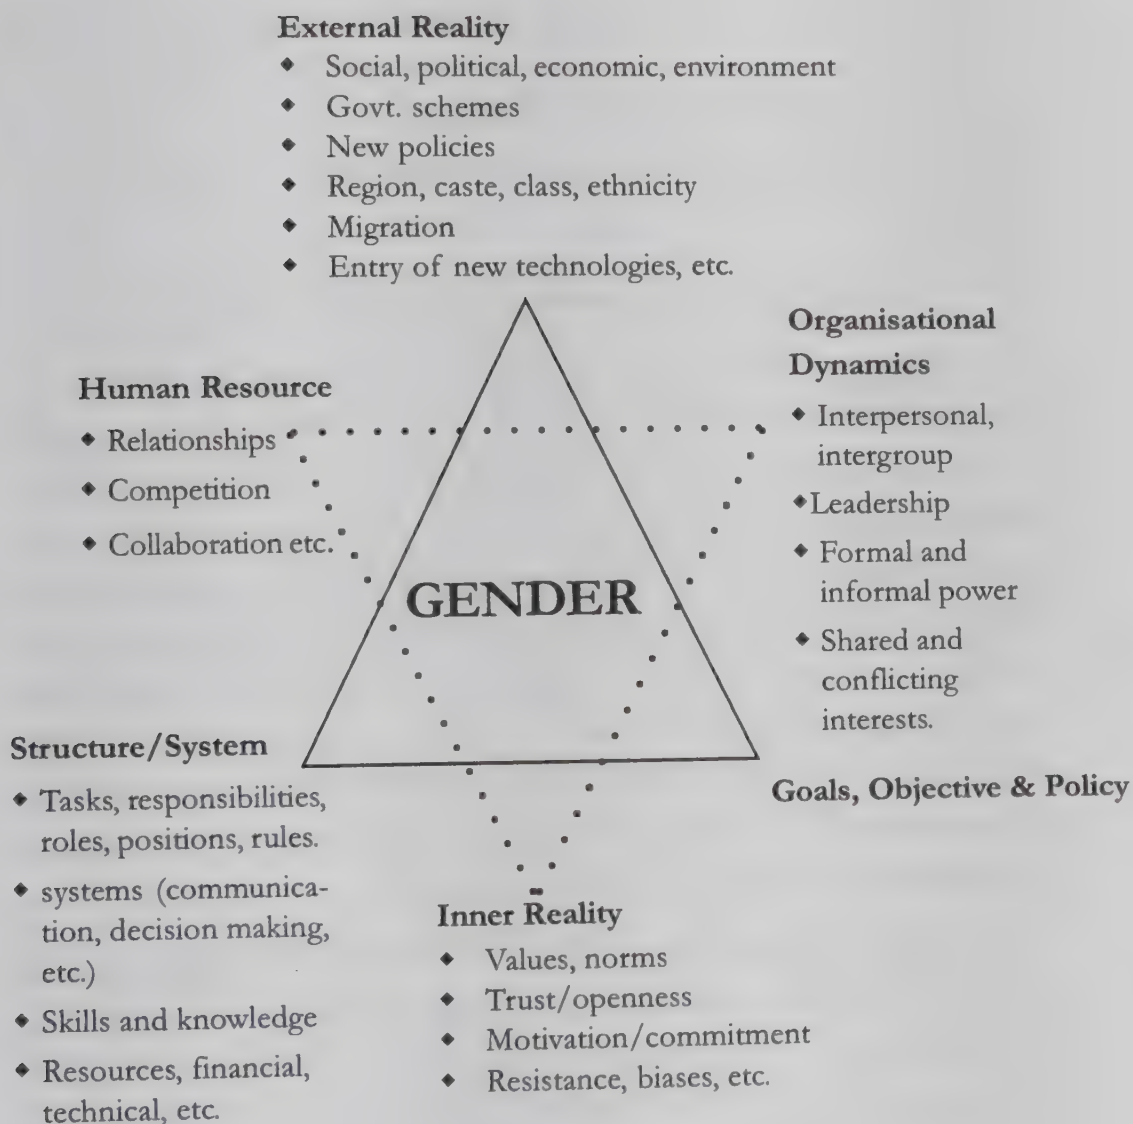 External Reality
◆ Social, political, economic, environment
◆ Govt. schemes
◆ New policies
◆ Region, caste, class, ethnicity
◆ Migration
◆ Entry of new technologies, etc.
Human Resource
◆ Relationships
◆ Competition
◆ Collaboration etc.
Organisational
Dynamics
◆ Interpersonal,
intergroup
◆ Leadership
◆ Formal and
informal power
◆ Shared and
conflicting
interests.
GENDER
Structure/System
◆ Tasks, responsibilities,
roles, positions, rules.
◆ systems (communica-
tion, decision making,
etc.)
◆ Skills and knowledge
◆ Resources, financial,
technical, etc.
Goals, Objective & Policy
Inner Reality
◆ Values, norms
◆ Trust/openness
◆ Motivation/commitment
◆ Resistance, biases, etc.